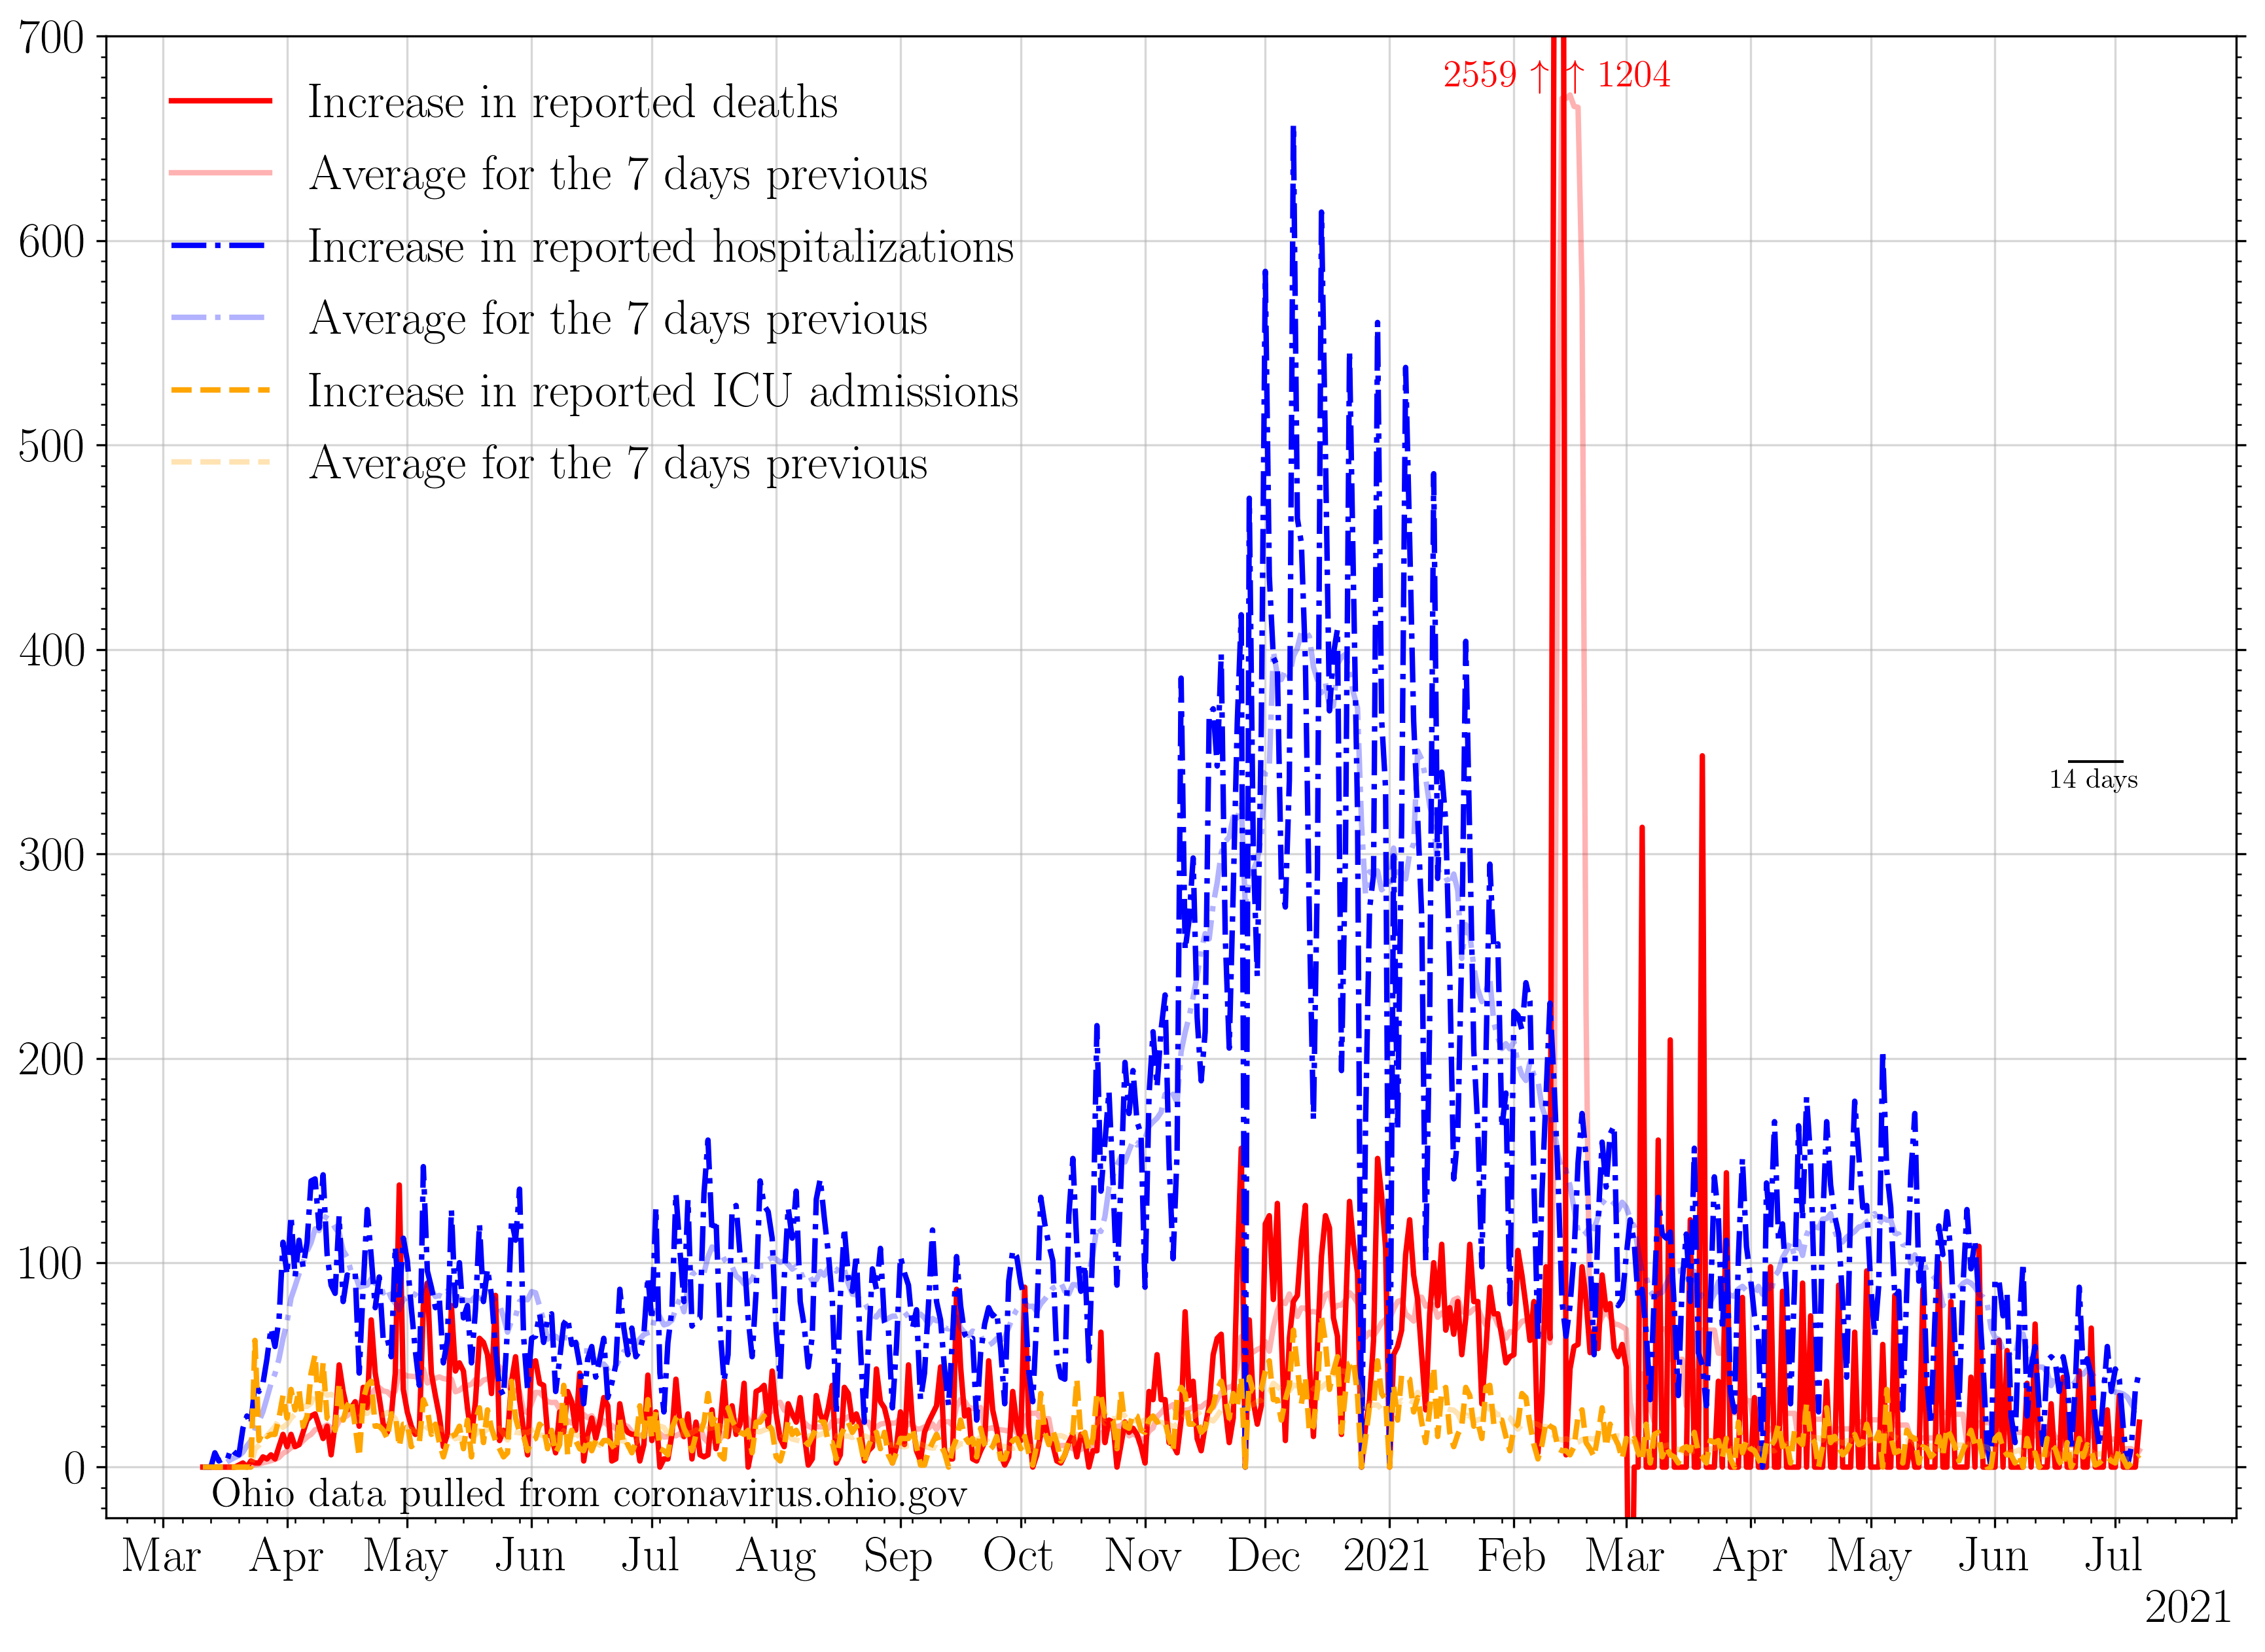 700
600
500
400
300
200
100
0
Increase in reported deaths
Average for the 7 days previous
Increase in reported hospitalizations
Average for the 7 days previous
Increase in reported ICU admissions
Average for the 7 days previous
2559 ↑ ↑ 1204
14 days
Ohio data pulled from coronavirus.ohio.gov
Mar Apr May Jun Jul Aug Sep Oct Nov Dec 2021 Feb Mar Apr May Jun Jul
2021